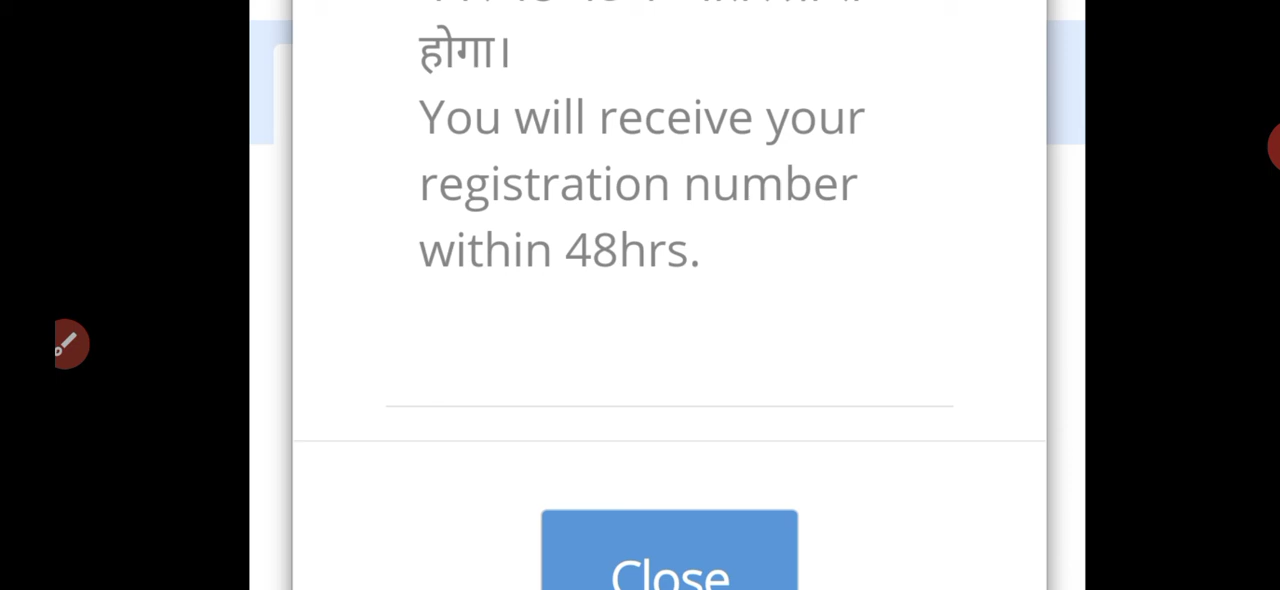 होगा।
You will receive your
registration number
within 48hrs.
Close